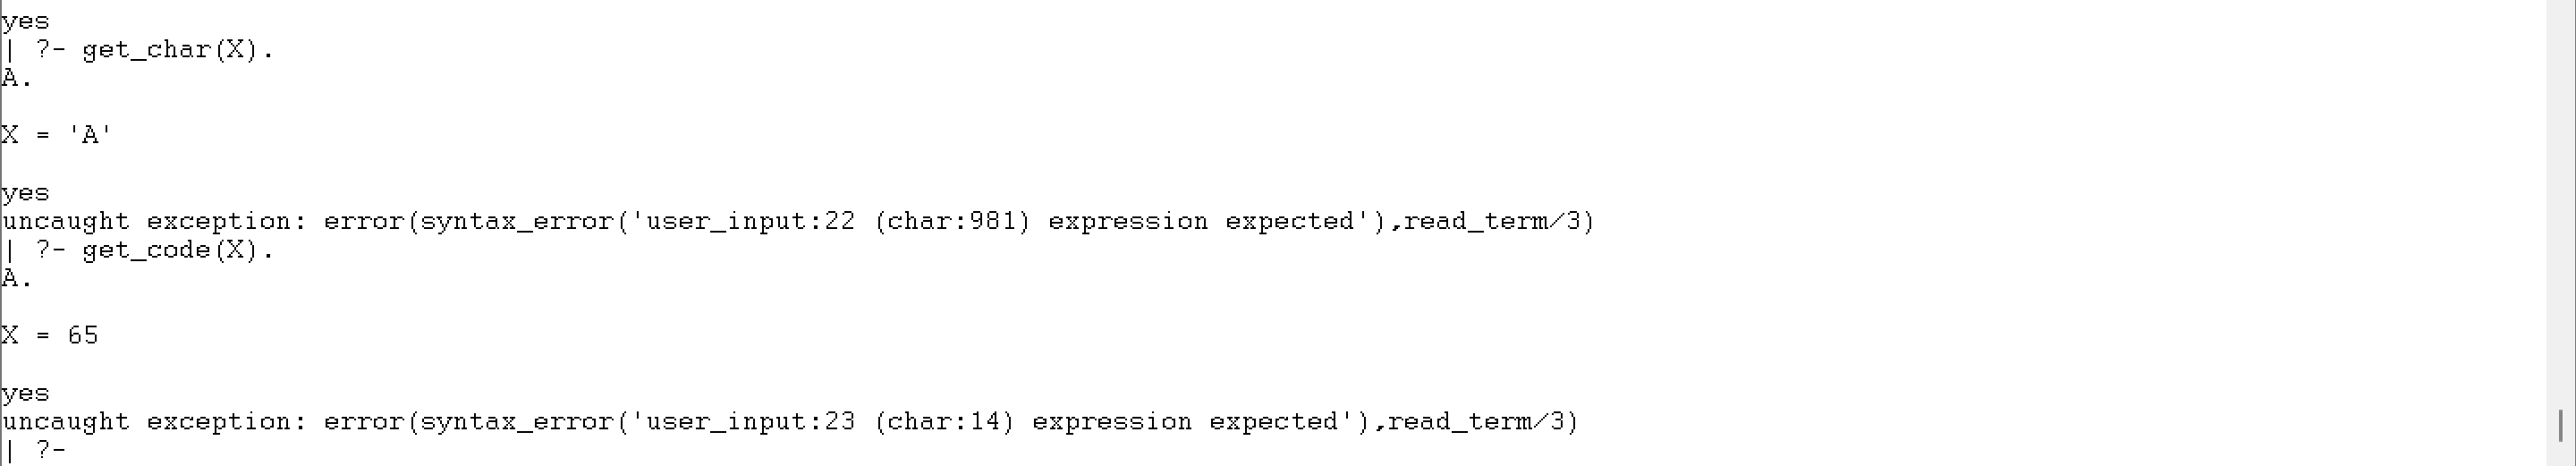 yes
| ?- get_char(X).
A.
X = 'A'
yes
uncaught exception: error(syntax_error('user_input:22 (char:981) expression expected'),read_term/3)
| ?- get_code(X).
A.
X = 65
yes
uncaught exception: error(syntax_error('user_input:23 (char:14) expression expected'),read_term/3)
| ?-